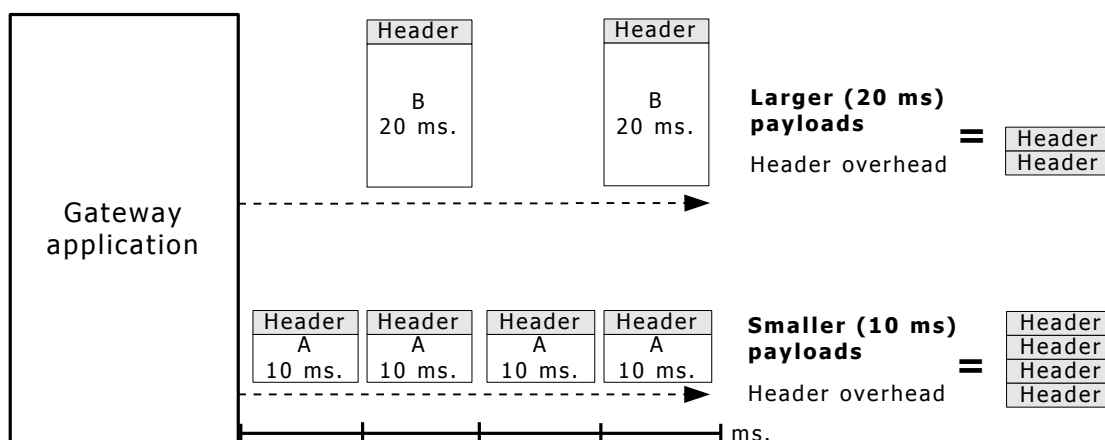 Gateway
application
Header
B
20 ms.
Header
B
20 ms.
Larger (20 ms)
payloads
Header overhead
=
Header
Header
Header
A
10 ms.
Header
A
10 ms.
Header
A
10 ms.
Header
A
10 ms.
Smaller (10 ms)
payloads
Header overhead
=
Header
Header
Header
Header
ms.